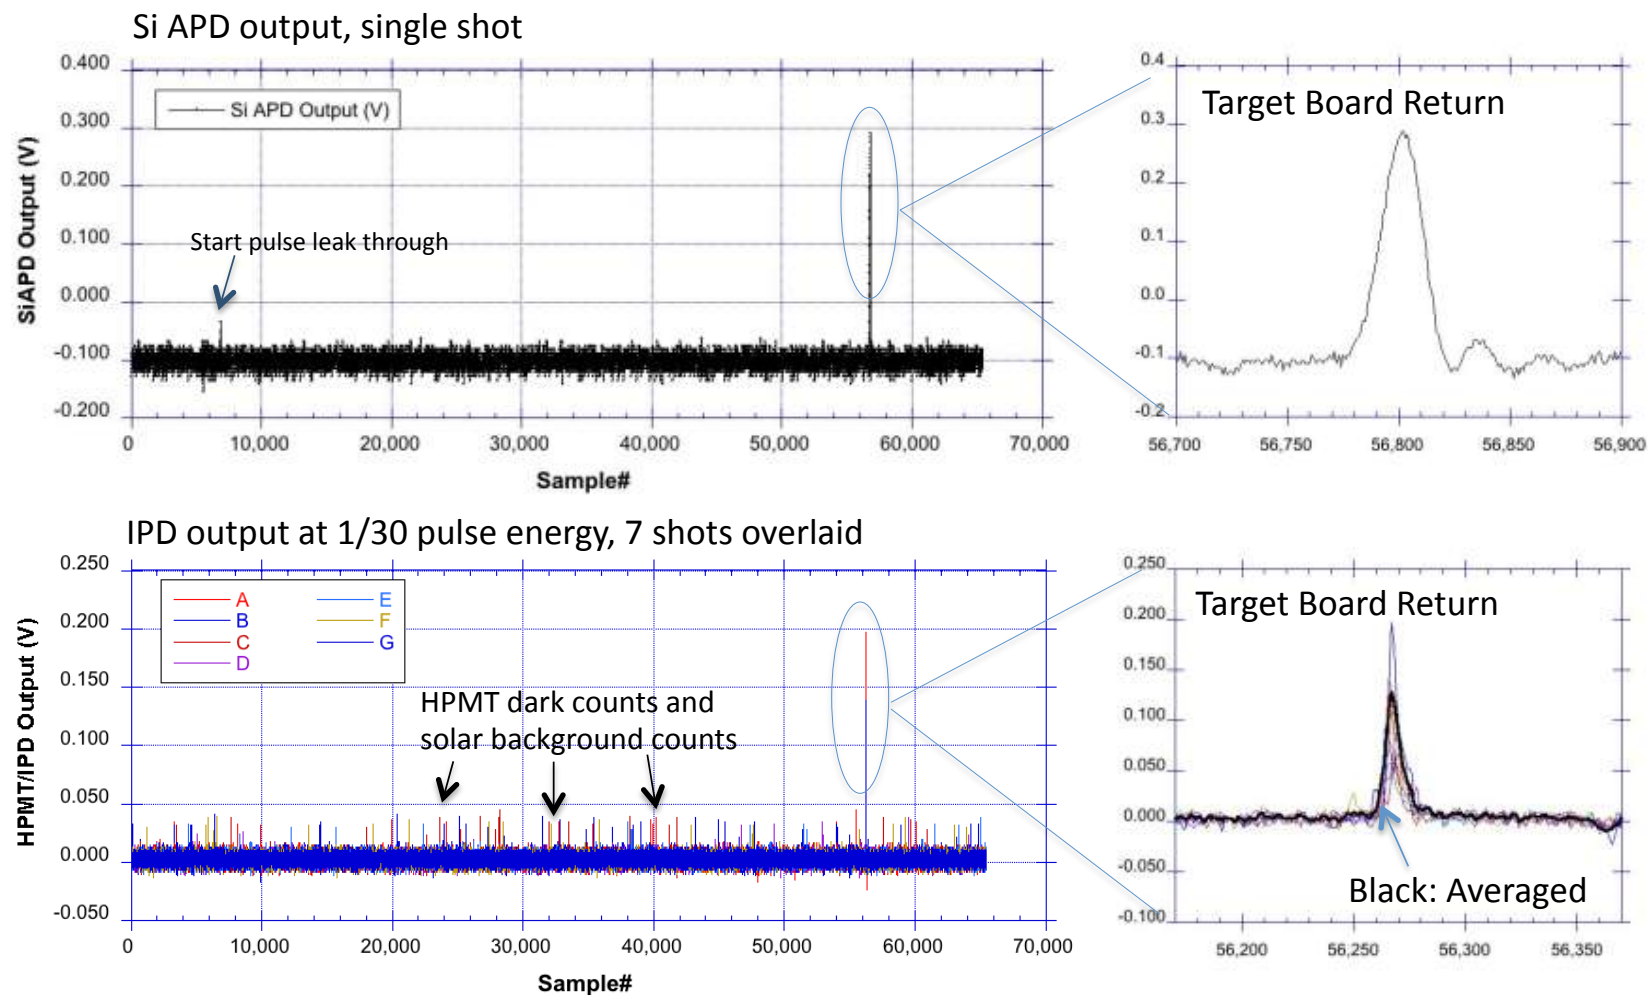 Si APD output, single shot
0.400
0.300
0.200
0.100
0.000
-0.100
-0.200
SiAPD Output (V)
Si APD Output (V)
Start pulse leak through
0
10,000
20,000
30,000
40,000
50,000
60,000
70,000
Sample#
0.4
0.3
0.2
0.1
0.0
-0.1
-0.2
Target Board Return
56,700
56,750
56,800
56,850
56,900
IPD output at 1/30 pulse energy, 7 shots overlaid
0.250
0.200
0.150
0.100
0.050
0.000
-0.050
HPMT/IPD Output (V)
A
B
C
D
E
F
G
HPMT dark counts and
solar background counts
0
10,000
20,000
30,000
40,000
50,000
60,000
70,000
Sample#
0.250
0.200
0.150
0.100
0.050
0.000
-0.050
-0.100
Target Board Return
Black: Averaged
56,200
56,250
56,300
56,350